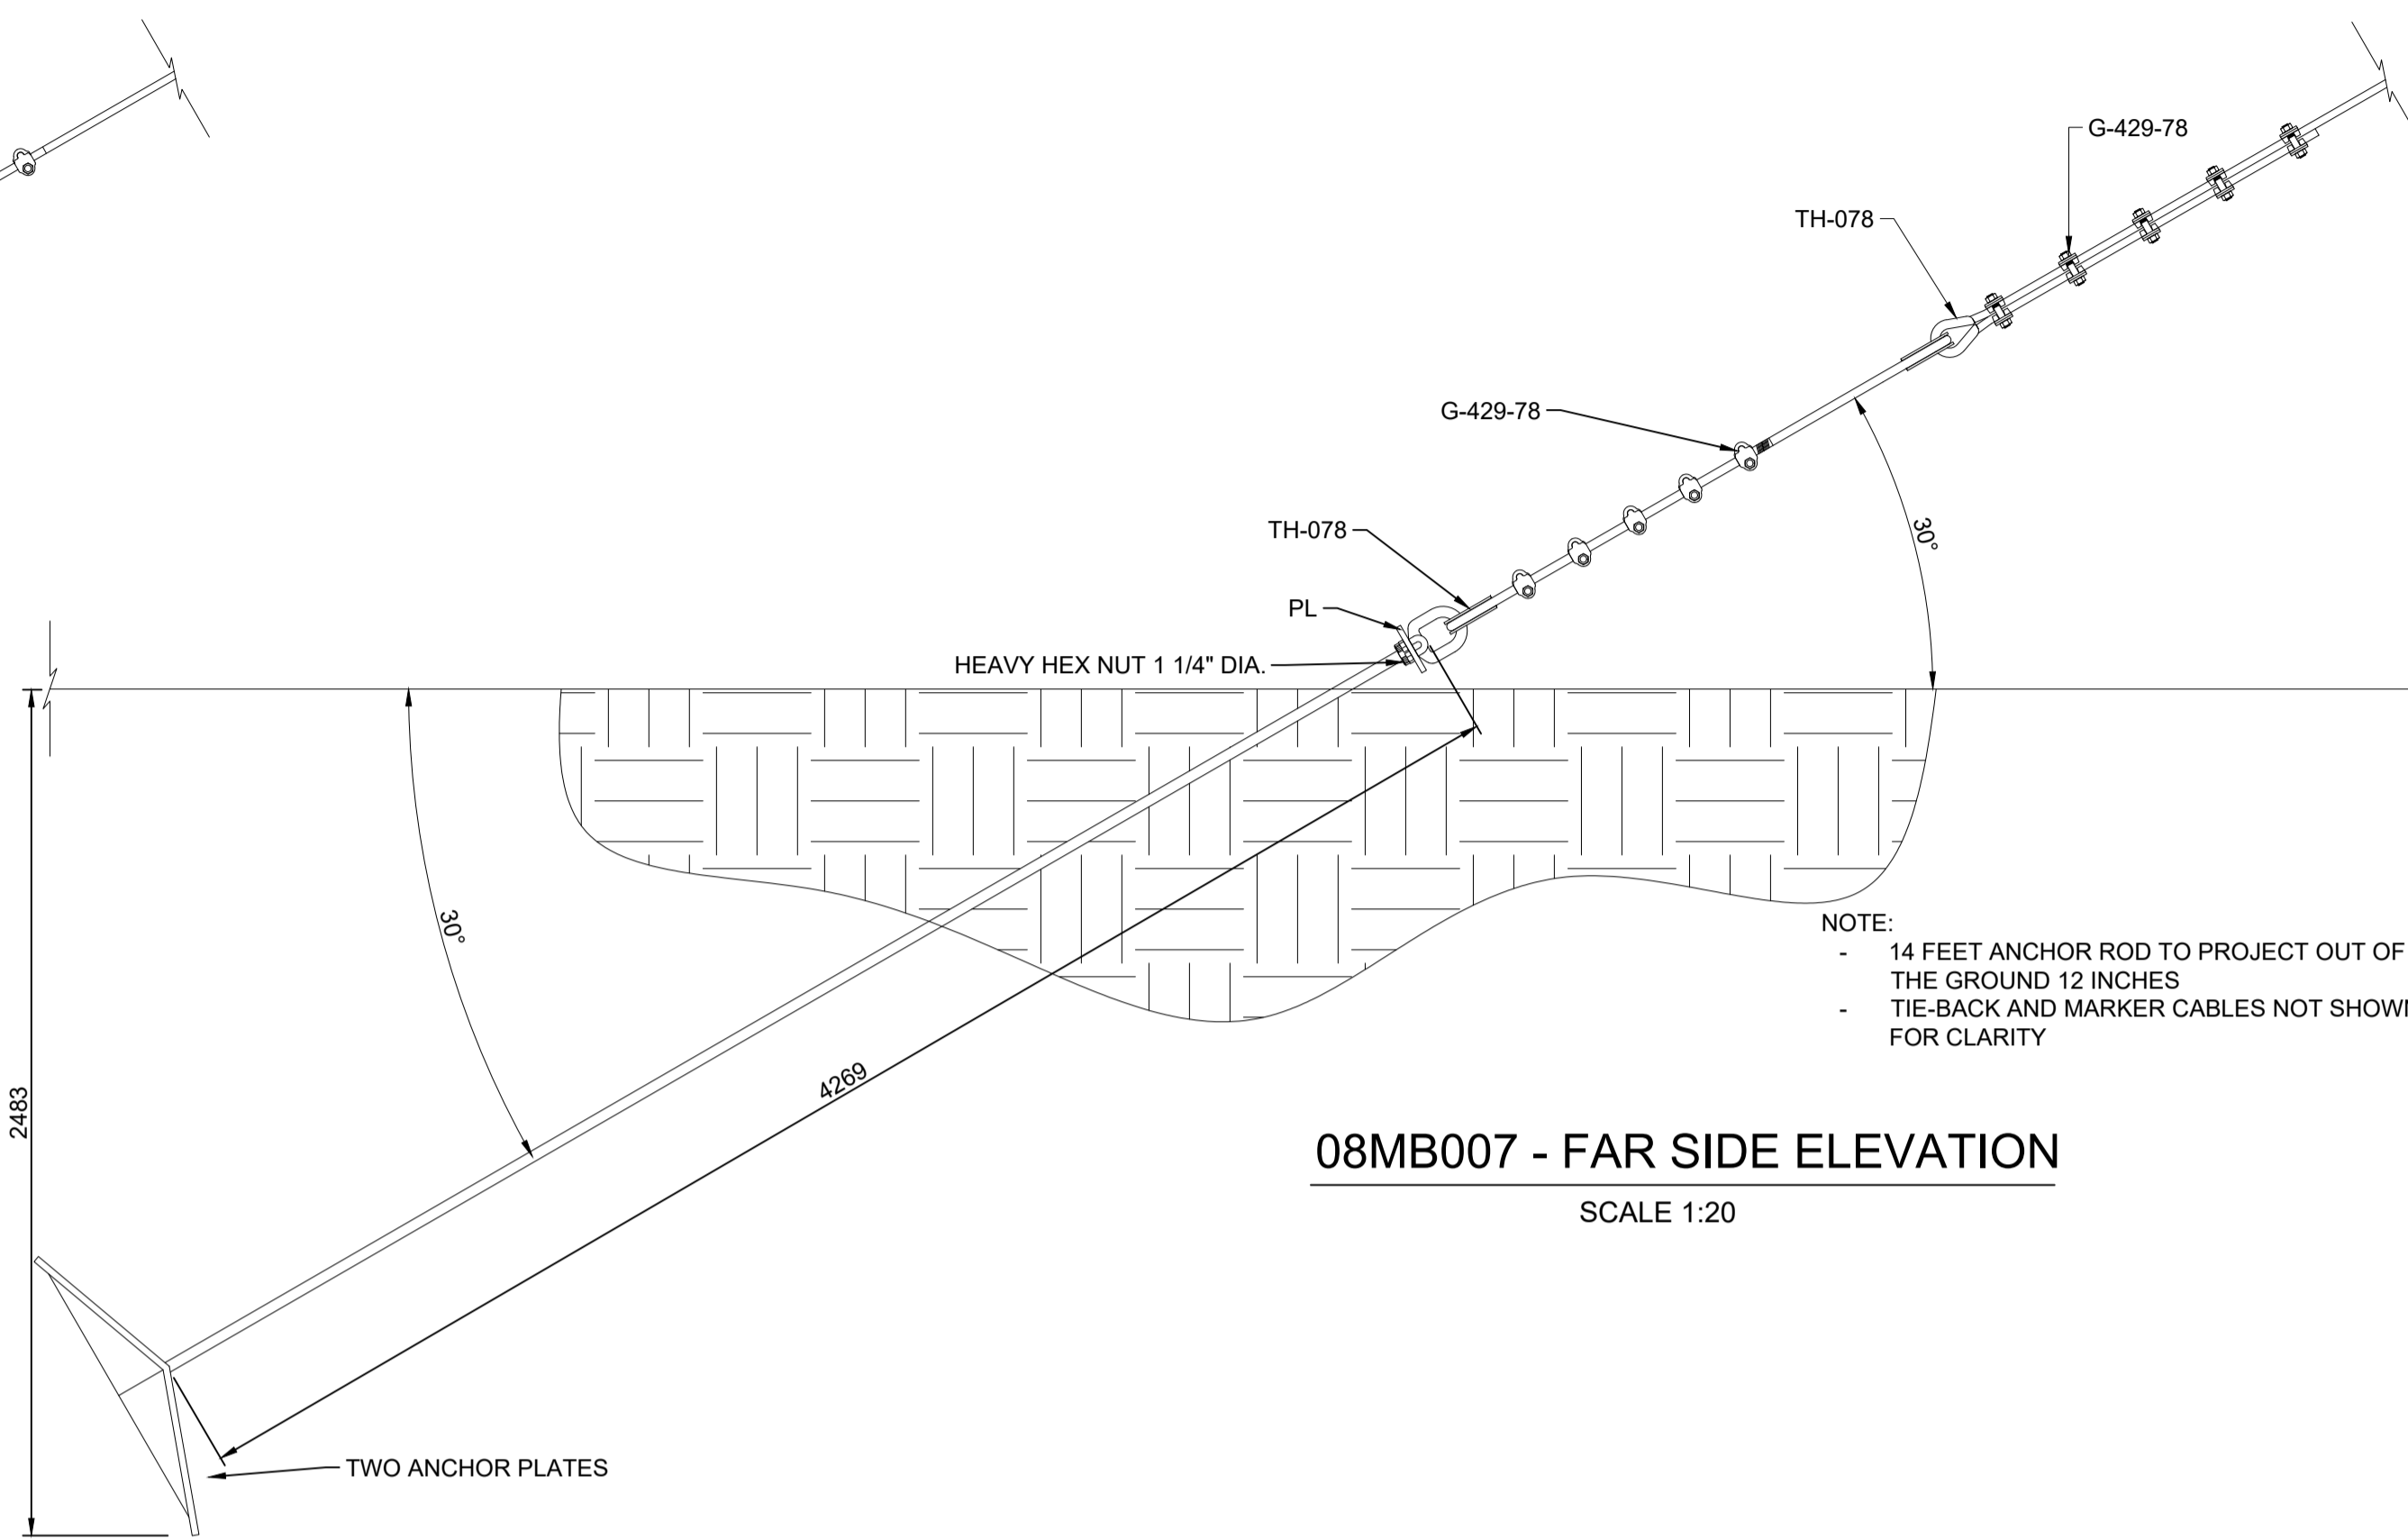 G-429-78
TH-078
G-429-78
30°
TH-078
PL
HEAVY HEX NUT 1 1/4" DIA.
30°
NOTE:
- 14 FEET ANCHOR ROD TO PROJECT OUT OF
THE GROUND 12 INCHES
- TIE-BACK AND MARKER CABLES NOT SHOWN
FOR CLARITY
4269
2483
08MB007 - FAR SIDE ELEVATION
SCALE 1:20
TWO ANCHOR PLATES